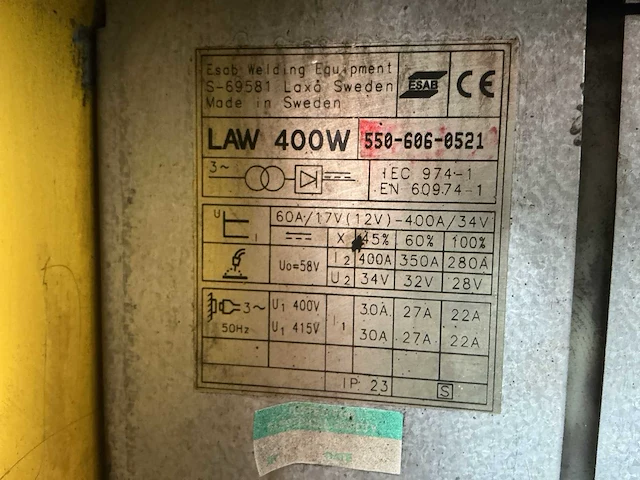 Esab Welding Equipment
S-69581 Laxå Sweden
Made in Sweden
ESAB
CE
LAW 400W 550-606-0521
3~
IEC 974-1
EN 60974-1
U
I
60A/17V(12V)-400A/34V
X 45% 60% 100%
U₀=58V
I₂ 400A 350A 280A
U₂ 34V 32V 28V
3~
50Hz
U₁ 400V I₁ 30A 27A 22A
U₁ 415V 30A 27A 22A
IP 23 S
DATE